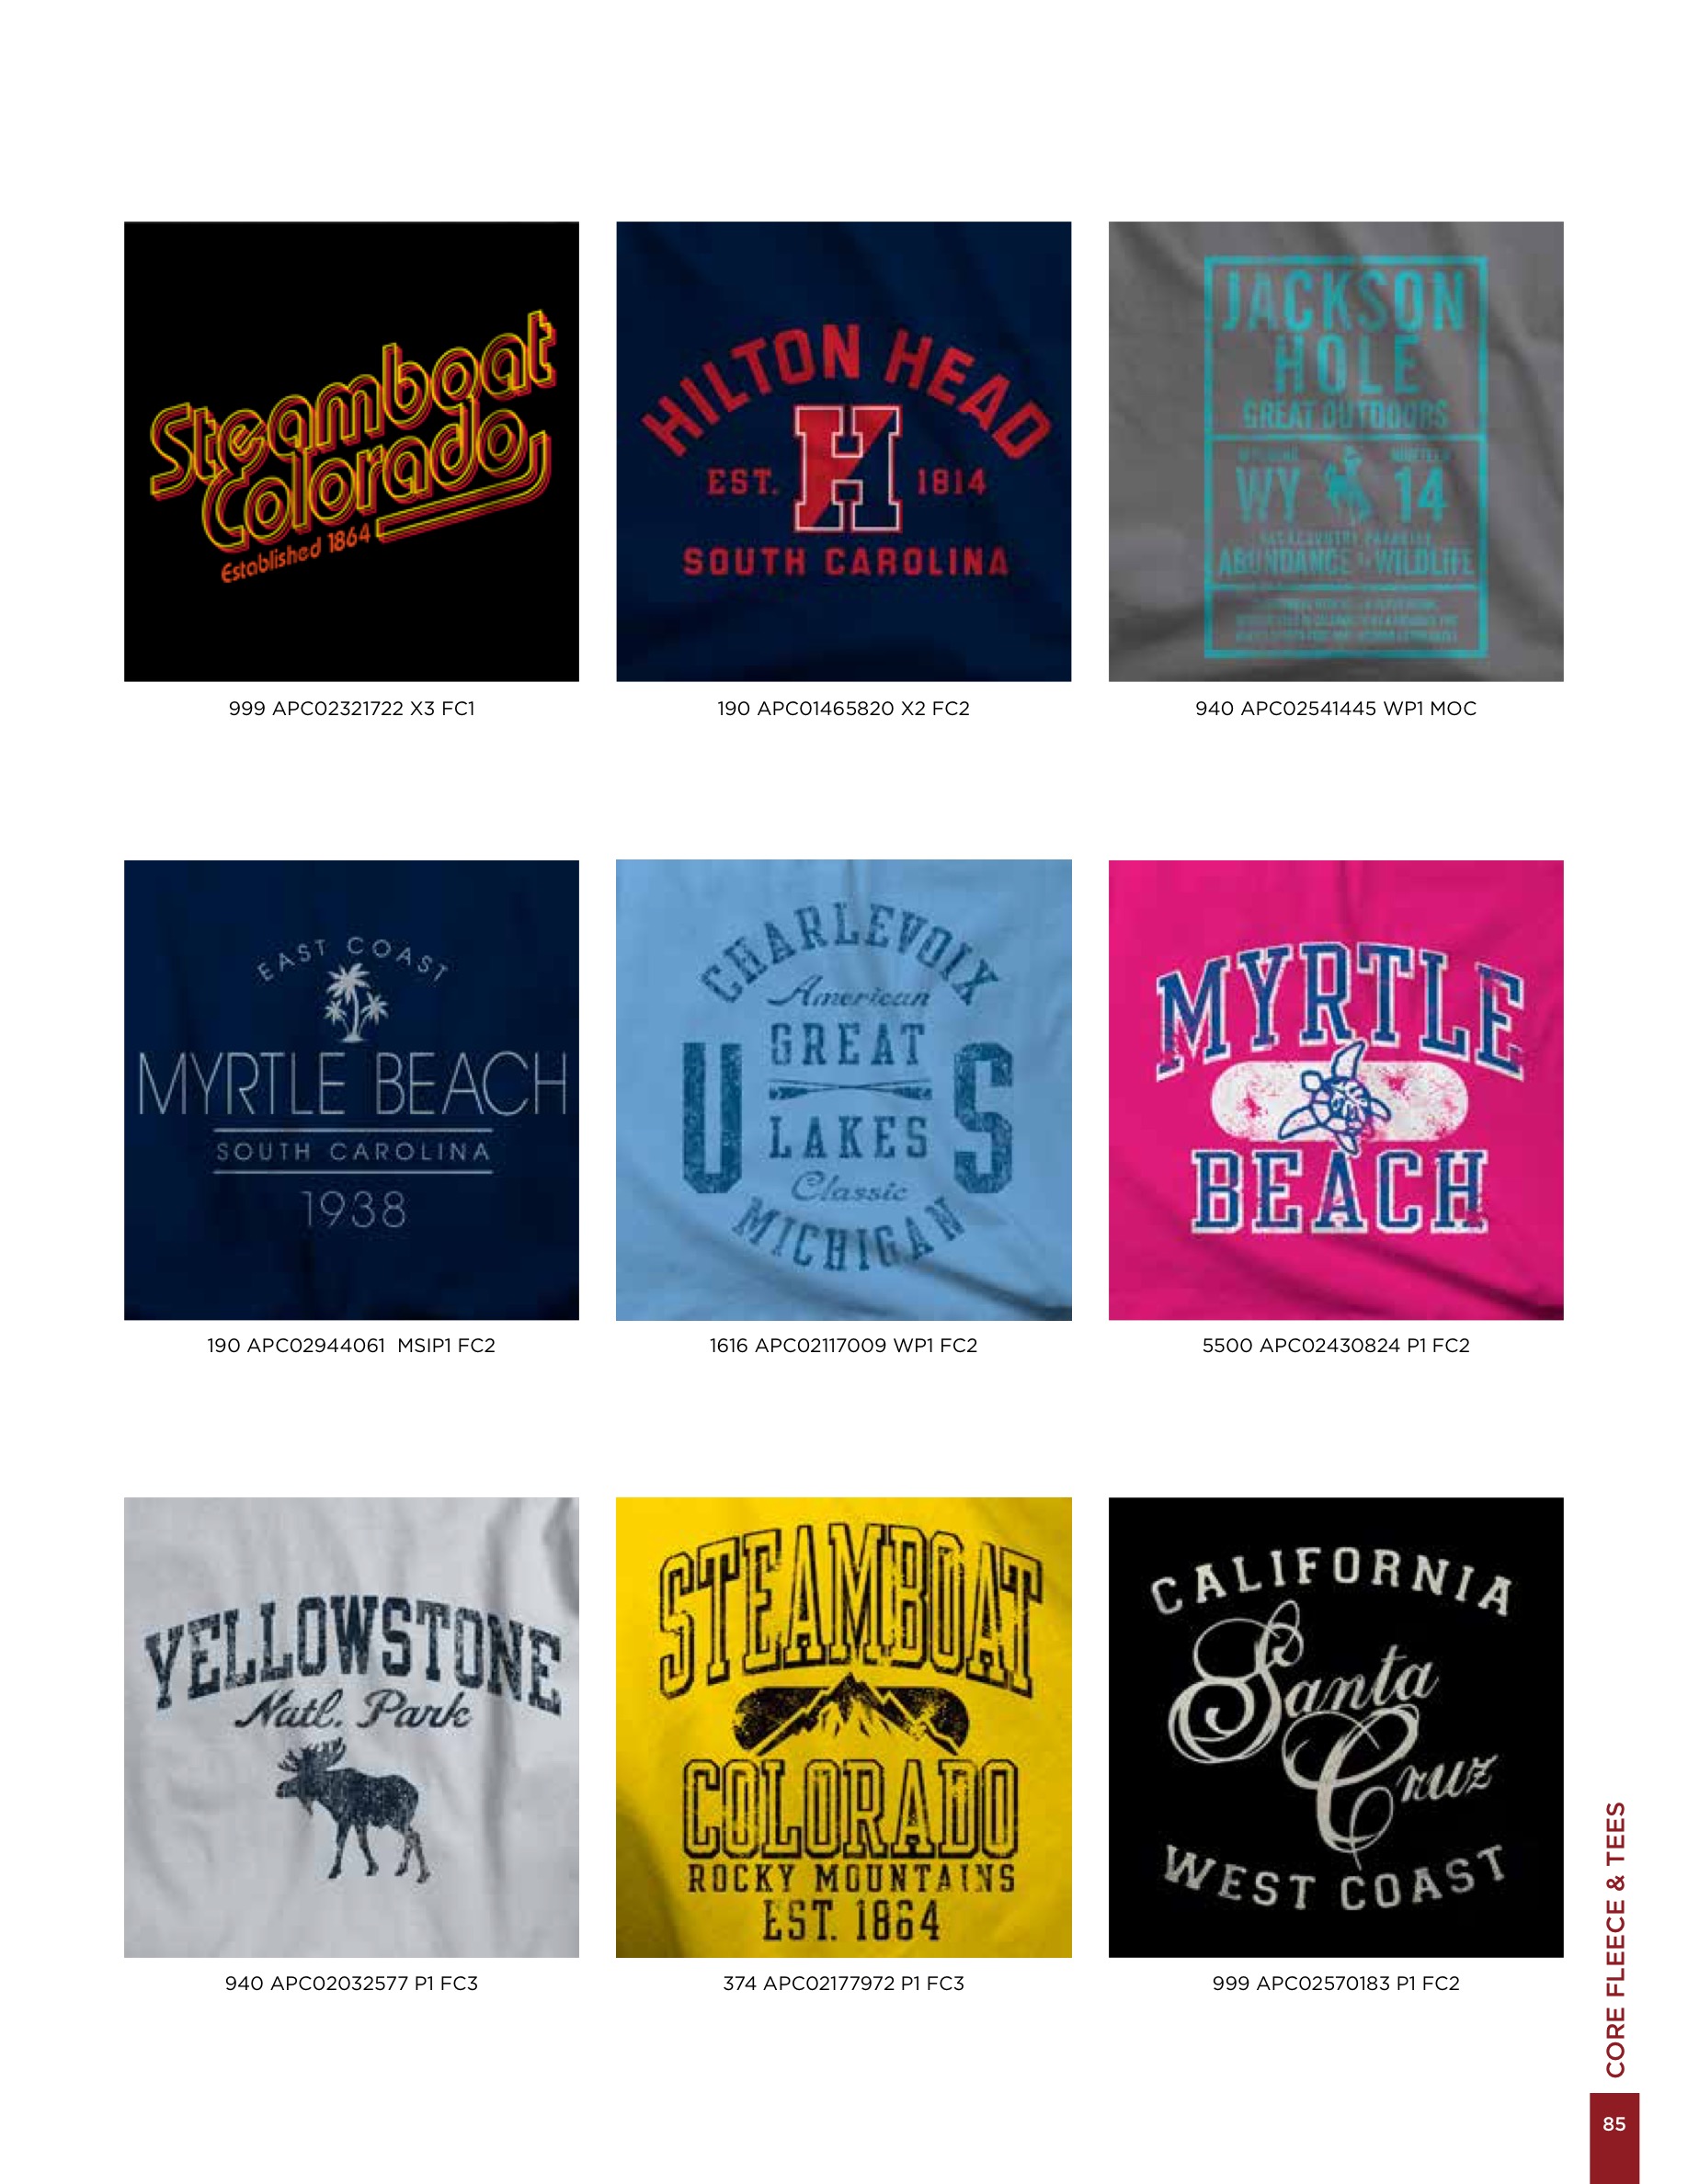 Steamboat
Colorado
Established 1864
999 APC02321722 X3 FC1
HILTON HEAD
EST. H 1814
SOUTH CAROLINA
190 APC01465820 X2 FC2
JACKSON
HOLE
GREAT OUTDOORS
WY 14
ABUNDANCE WILDLIFE
940 APC02541445 WP1 MOC
EAST COAST
MYRTLE BEACH
SOUTH CAROLINA
1938
190 APC02944061 MSIP1 FC2
CHARLEVOIX
American
GREAT
U S
LAKES
Classic
MICHIGAN
1616 APC02117009 WP1 FC2
MYRTLE
BEACH
5500 APC02430824 P1 FC2
YELLOWSTONE
Natl. Park
940 APC02032577 P1 FC3
STEAMBOAT
COLORADO
ROCKY MOUNTAINS
EST. 1864
374 APC02177972 P1 FC3
CALIFORNIA
Santa
Cruz
WEST COAST
999 APC02570183 P1 FC2
CORE FLEECE & TEES
85